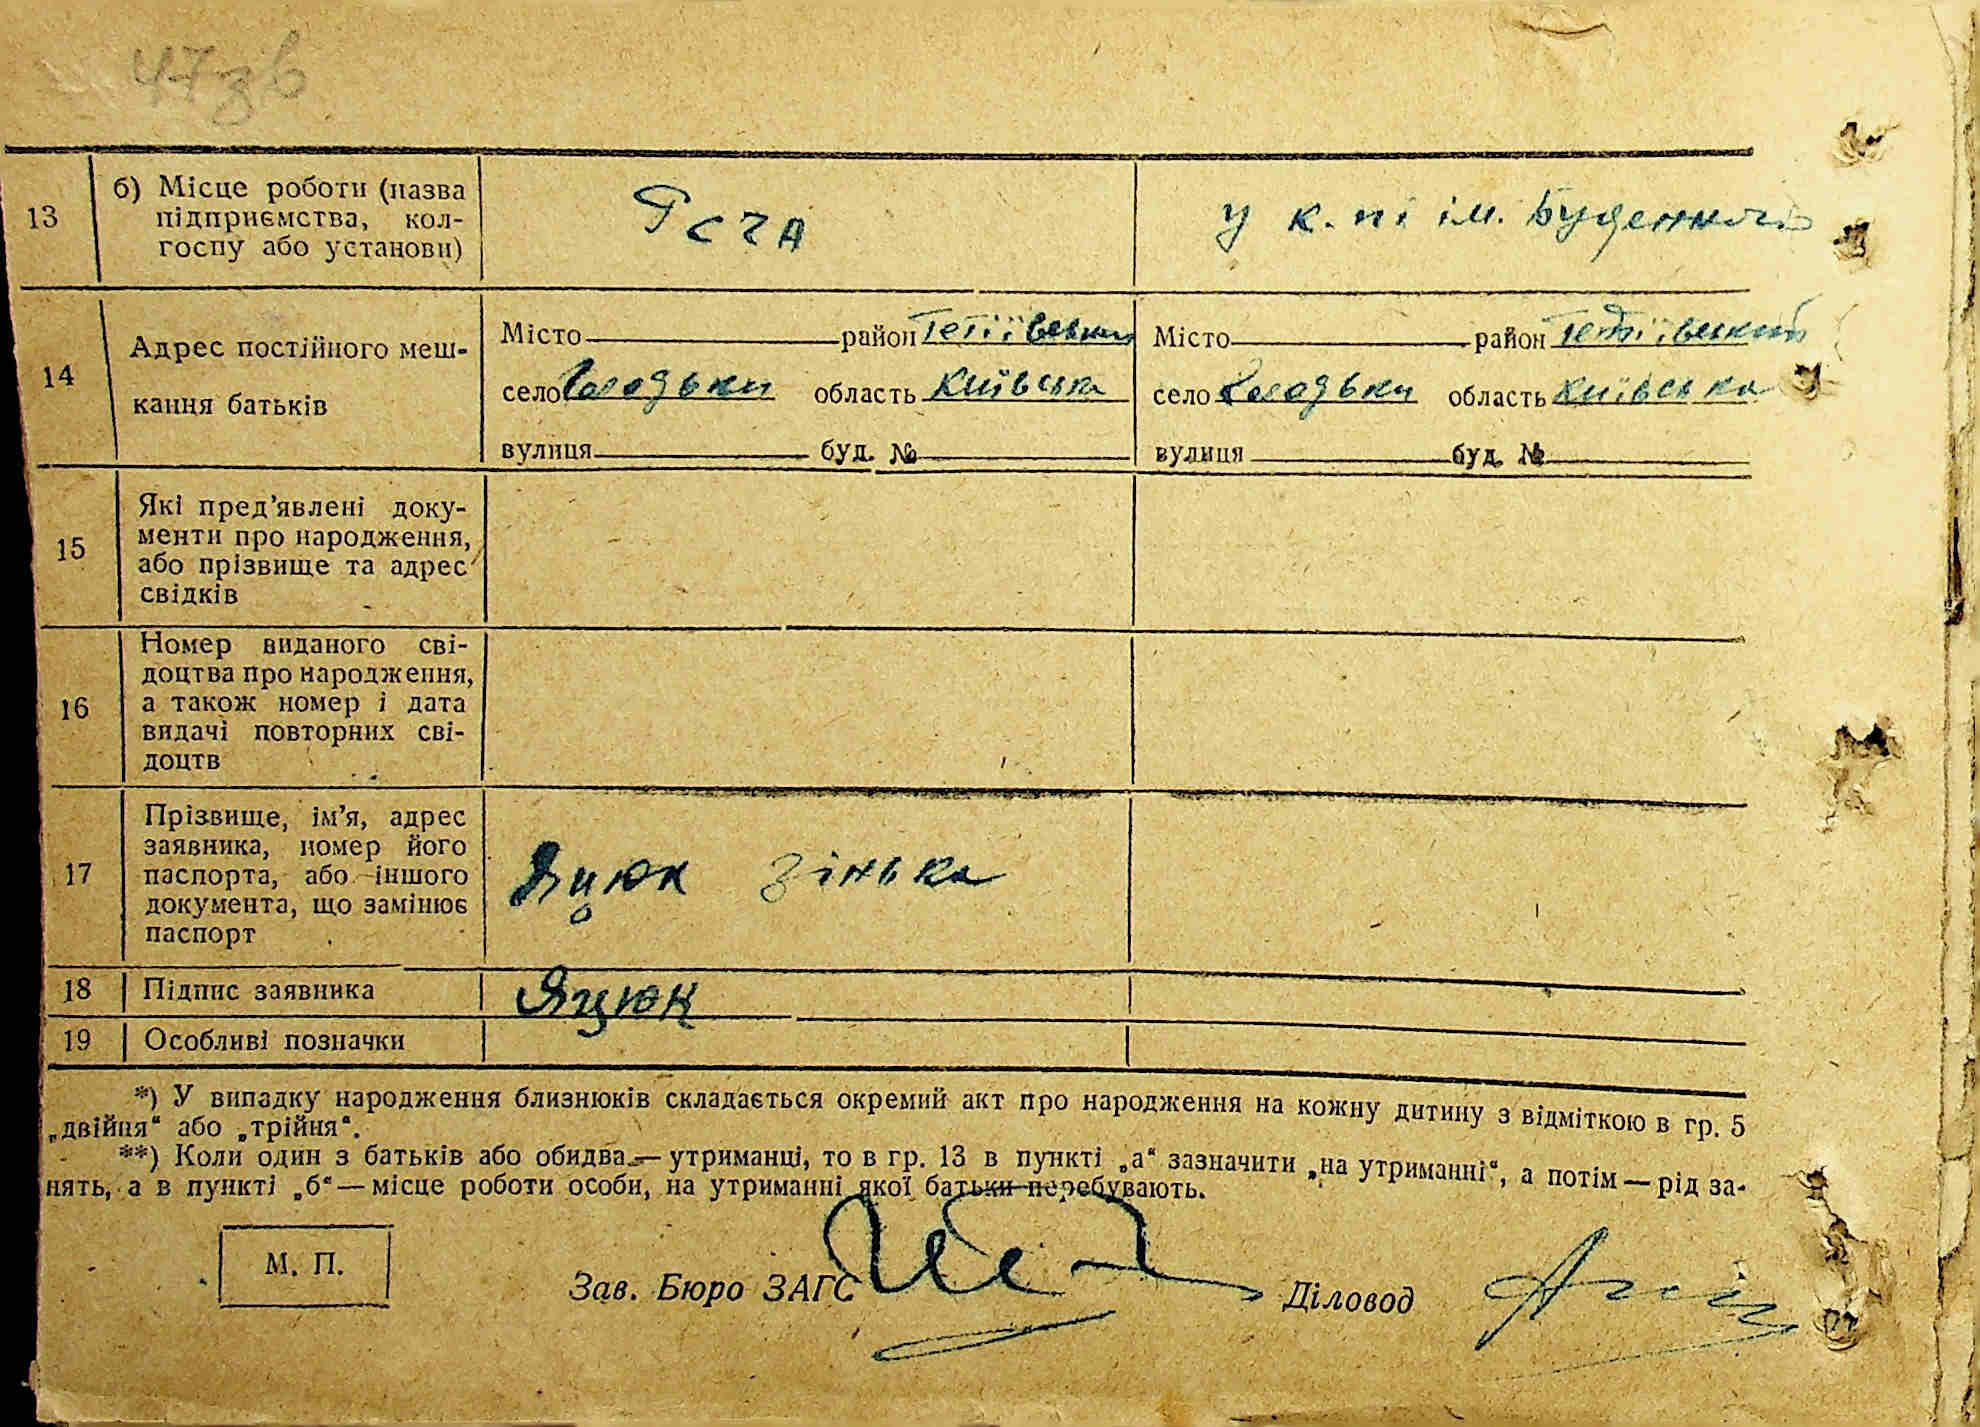 47зв
13 б) Місце роботи (назва підприємства, колгоспу або установи) РСЧА у к. пі ім. Буденного
14 Адрес постійного меш-
кання батьків
Місто район Тетіївський Місто район Тетіївський
село Голодьки область Київська село Голодьки область Київська
вулиця буд. № вулиця буд. №
15 Які пред'явлені доку-
менти про народження,
або прізвище та адрес
свідків
16 Номер виданого сві-
доцтва про народження,
а також номер і дата
видачі повторних сві-
доцтв
17 Прізвище, ім'я, адрес
заявника, номер його
паспорта, або іншого
документа, що замінює
паспорт
Яцюк Зінька
18 Підпис заявника Яцюк
19 Особливі позначки
*) У випадку народження близнюків складається окремий акт про народження на кожну дитину з відміткою в гр. 5
„двійня“ або „трійня“.
**) Коли один з батьків або обидва — утриманці, то в гр. 13 в пункті „а“ зазначити „на утриманні“, а потім — рід за-
нять, а в пункті „б“ — місце роботи особи, на утриманні якої батьки перебувають.
М. П.
Зав. Бюро ЗАГС Діловод